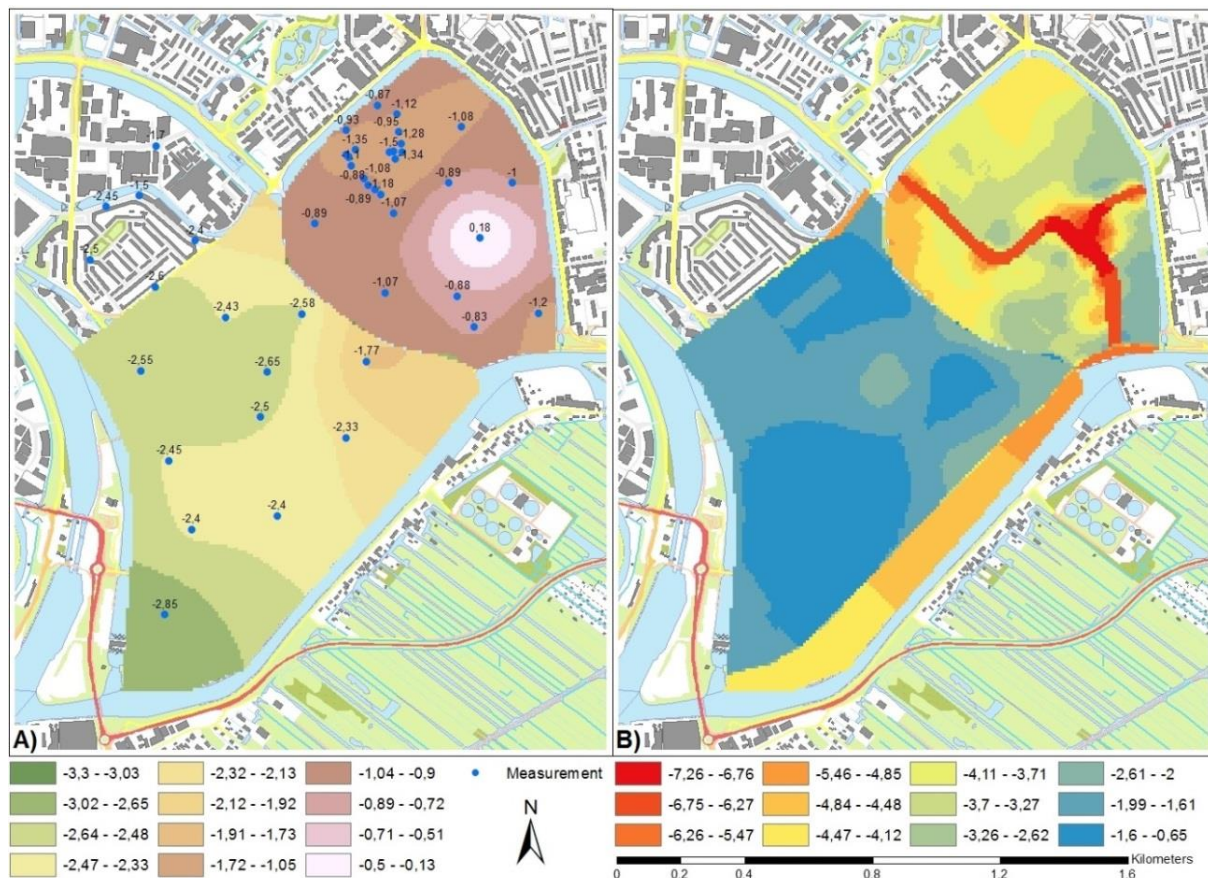 -0,87
-1,12
-0,93
-0,95
-1,08
-1,28
-1,7
-1,35
-1,5
-1,34
-1,08
-0,89
-1
-0,89
-1,18
-1,5
-2,45
-0,89
-1,07
-0,89
-2,4
0,18
-2,5
-2,6
-1,07
-0,88
-2,43
-2,58
-1,2
-0,83
-2,55
-2,65
-1,77
-2,5
-2,33
-2,45
-2,4
-2,4
-2,85
A)
B)
-3,3 - -3,03
-2,32 - -2,13
-1,04 - -0,9
Measurement
-7,26 - -6,76
-5,46 - -4,85
-4,11 - -3,71
-2,61 - -2
-3,02 - -2,65
-2,12 - -1,92
-0,89 - -0,72
N
-6,75 - -6,27
-4,84 - -4,48
-3,7 - -3,27
-1,99 - -1,61
-2,64 - -2,48
-1,91 - -1,73
-0,71 - -0,51
-6,26 - -5,47
-4,47 - -4,12
-3,26 - -2,62
-1,6 - -0,65
-2,47 - -2,33
-1,72 - -1,05
-0,5 - -0,13
Kilometers
0 0.2 0.4 0.8 1.2 1.6